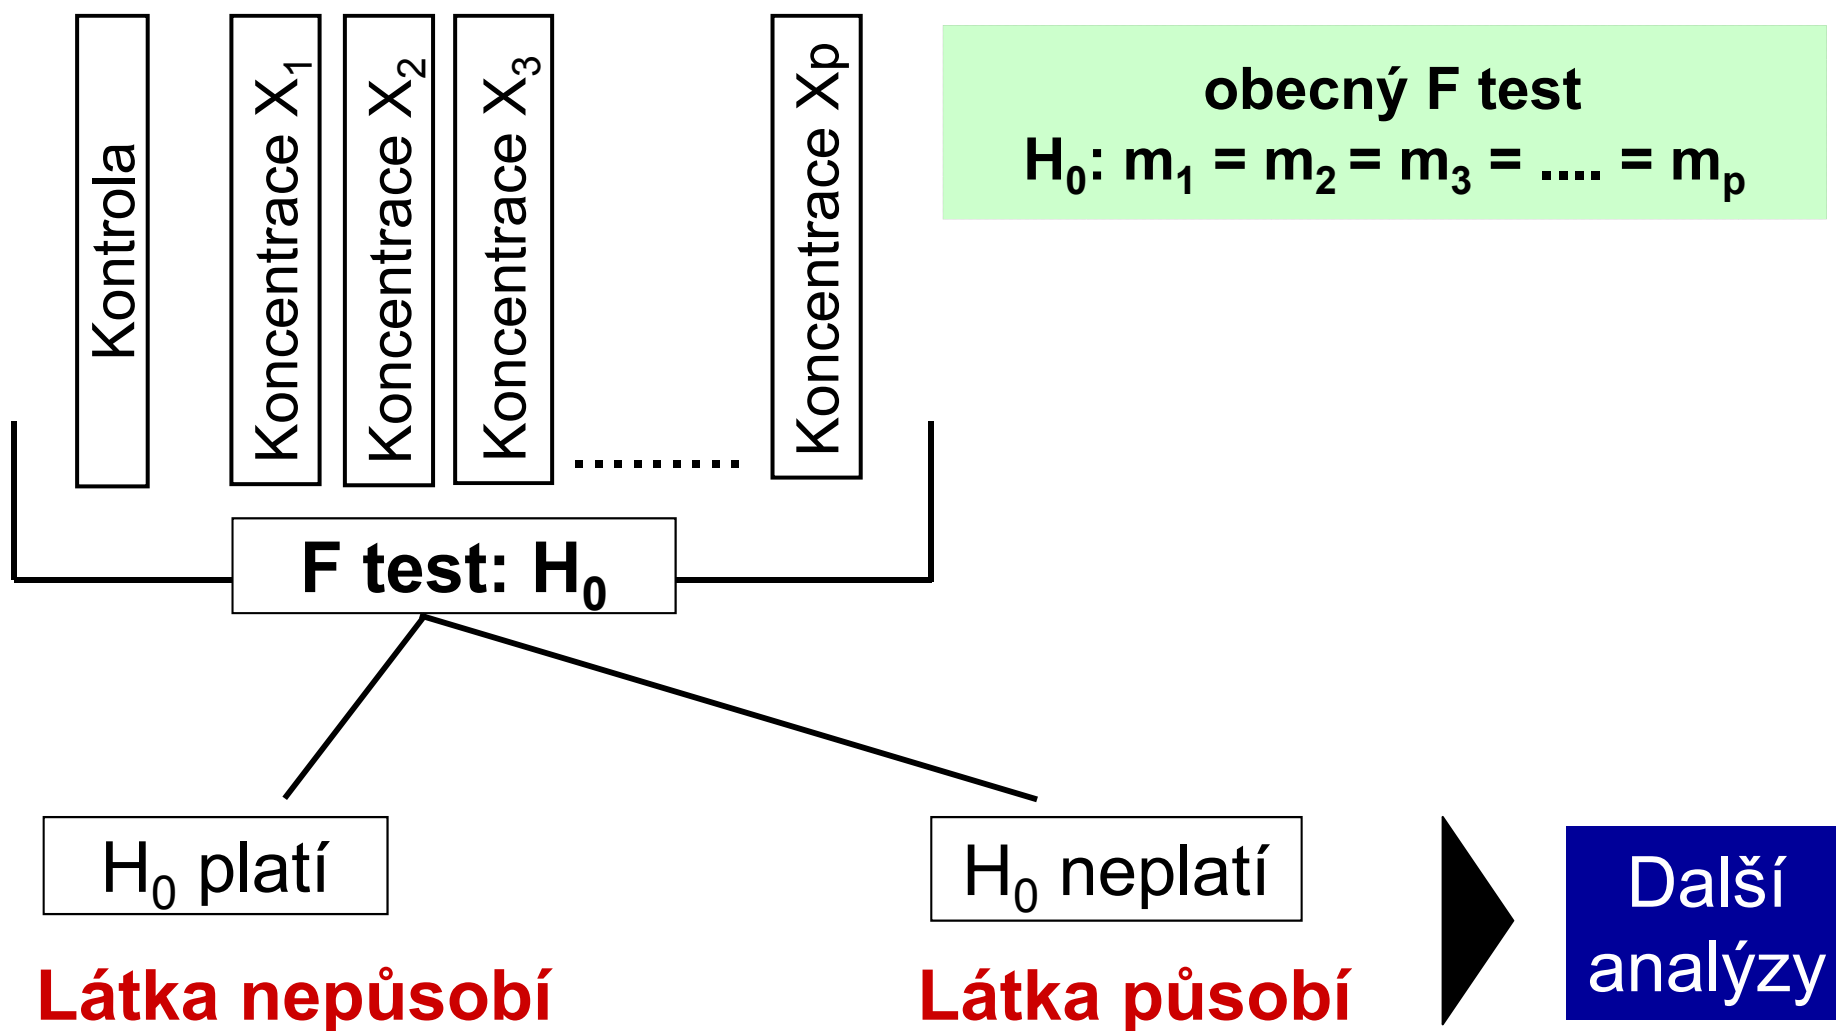 Kontrola
Koncentrace X₁
Koncentrace X₂
Koncentrace X₃
.........
Koncentrace Xp
obecný F test
H₀: m₁ = m₂ = m₃ = .... = mₚ
F test: H₀
H₀ platí
H₀ neplatí
Látka nepůsobí
Látka působí
Další
analýzy